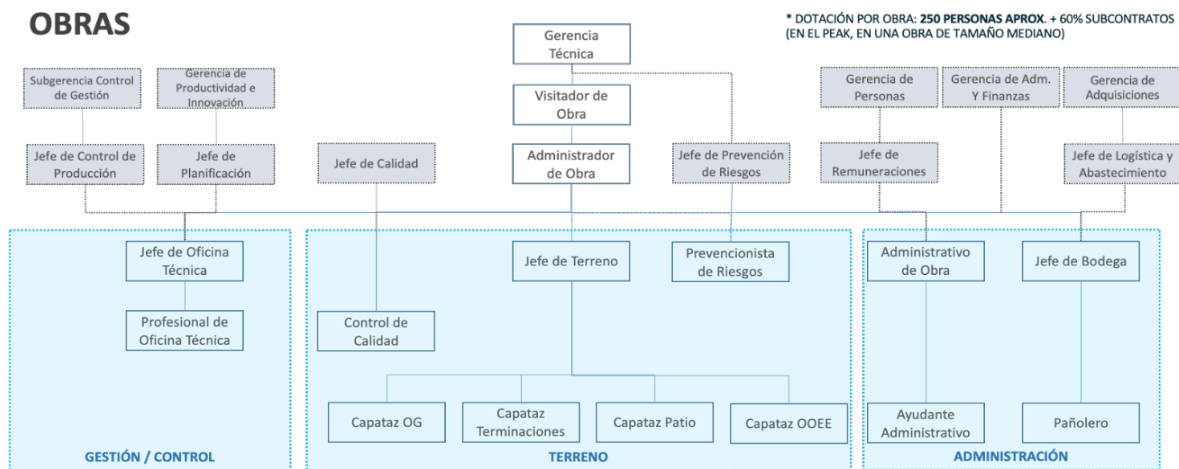 OBRAS
* DOTACIÓN POR OBRA: 250 PERSONAS APROX. + 60% SUBCONTRATOS
(EN EL PEAK, EN UNA OBRA DE TAMAÑO MEDIANO)
Gerencia
Técnica
Subgerencia Control
de Gestión
Gerencia de
Productividad e
Innovación
Visitador de
Obra
Gerencia de
Personas
Gerencia de Adm.
Y Finanzas
Gerencia de
Adquisiciones
Jefe de Control de
Producción
Jefe de
Planificación
Jefe de Calidad
Administrador
de Obra
Jefe de Prevención
de Riesgos
Jefe de
Remuneraciones
Jefe de Logística y
Abastecimiento
Jefe de Oficina
Técnica
Jefe de Terreno
Prevencionista
de Riesgos
Administrativo
de Obra
Jefe de Bodega
Profesional de
Oficina Técnica
Control de
Calidad
Capataz OG
Capataz
Terminaciones
Capataz Patio
Capataz OOEE
Ayudante
Administrativo
Pañolero
GESTIÓN / CONTROL
TERRENO
ADMINISTRACIÓN